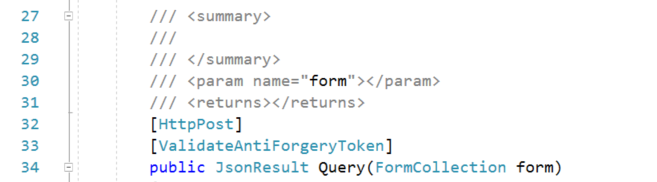 27 /// <summary>
28 ///
29 /// </summary>
30 /// <param name="form"></param>
31 /// <returns></returns>
32 [HttpPost]
33 [ValidateAntiForgeryToken]
34 public JsonResult Query(FormCollection form)